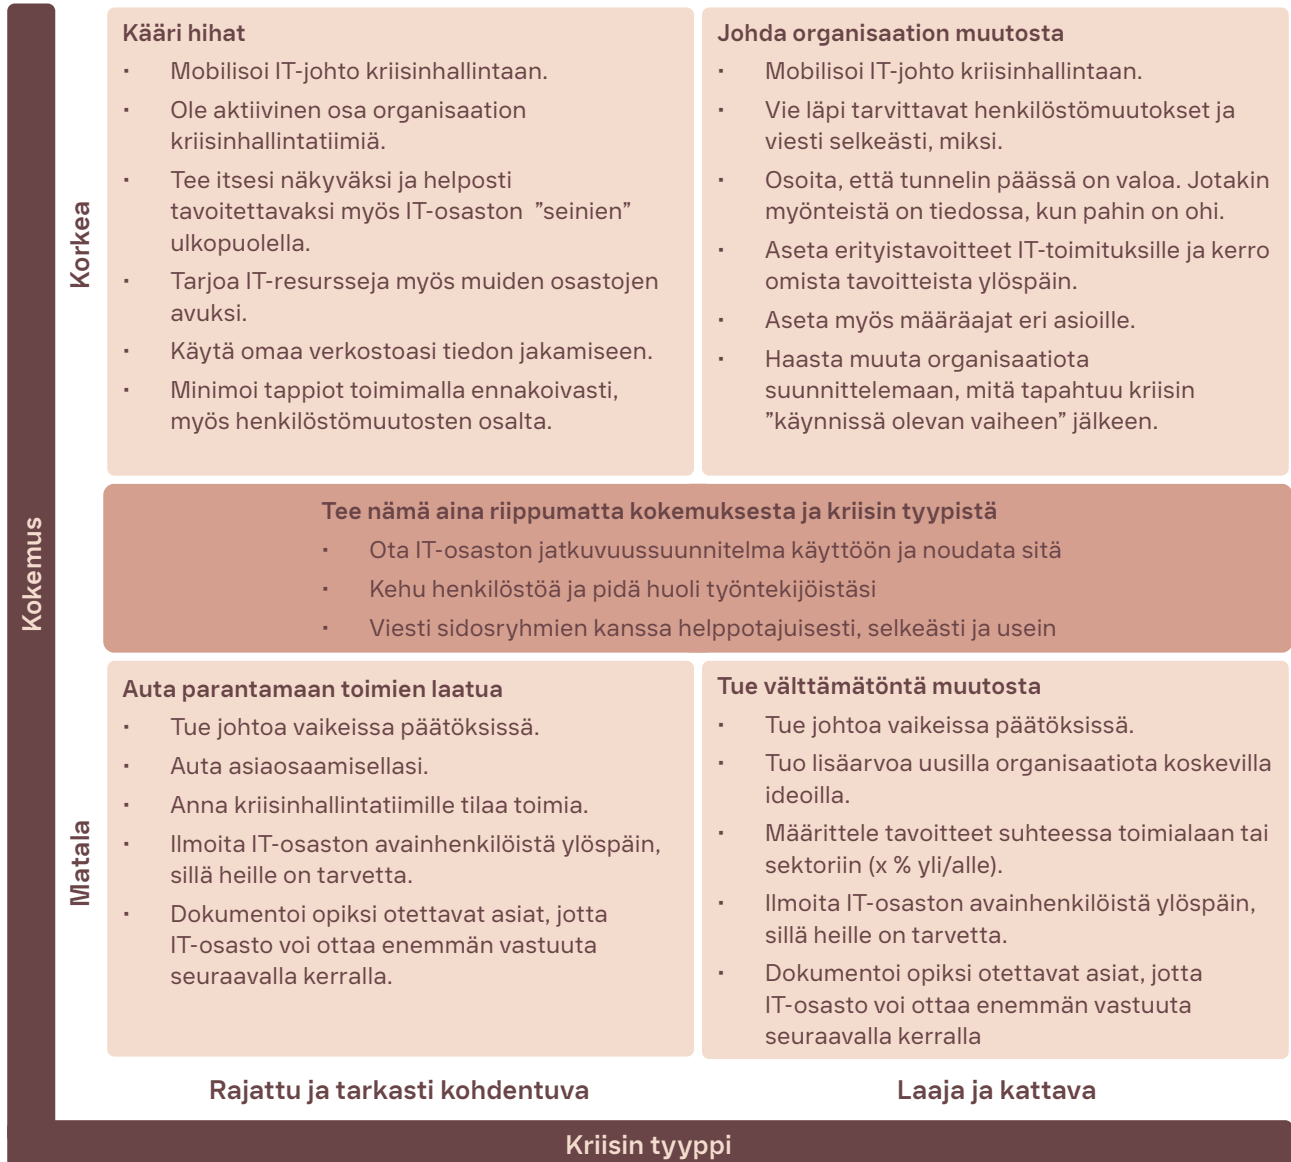 Kokemus
Korkea
Kääri hihat
· Mobilisoi IT-johto kriisinhallintaan.
· Ole aktiivinen osa organisaation
kriisinhallintatiimiä.
· Tee itsesi näkyväksi ja helposti
tavoitettavaksi myös IT-osaston ”seinien”
ulkopuolella.
· Tarjoa IT-resursseja myös muiden osastojen
avuksi.
· Käytä omaa verkostoasi tiedon jakamiseen.
· Minimoi tappiot toimimalla ennakoivasti,
myös henkilöstömuutosten osalta.
Johda organisaation muutosta
· Mobilisoi IT-johto kriisinhallintaan.
· Vie läpi tarvittavat henkilöstömuutokset ja
viesti selkeästi, miksi.
· Osoita, että tunnelin päässä on valoa. Jotakin
myönteistä on tiedossa, kun pahin on ohi.
· Aseta erityistavoitteet IT-toimituksille ja kerro
omista tavoitteista ylöspäin.
· Aseta myös määräajat eri asioille.
· Haasta muuta organisaatiota
suunnittelemaan, mitä tapahtuu kriisin
”käynnissä olevan vaiheen” jälkeen.
Tee nämä aina riippumatta kokemuksesta ja kriisin tyypistä
· Ota IT-osaston jatkuvuussuunnitelma käyttöön ja noudata sitä
· Kehu henkilöstöä ja pidä huoli työntekijöistäsi
· Viesti sidosryhmien kanssa helppotajuisesti, selkeästi ja usein
Matala
Auta parantamaan toimien laatua
· Tue johtoa vaikeissa päätöksissä.
· Auta asiaosaamisellasi.
· Anna kriisinhallintatiimille tilaa toimia.
· Ilmoita IT-osaston avainhenkilöistä ylöspäin,
sillä heille on tarvetta.
· Dokumentoi opiksi otettavat asiat, jotta
IT-osasto voi ottaa enemmän vastuuta
seuraavalla kerralla.
Tue välttämätöntä muutosta
· Tue johtoa vaikeissa päätöksissä.
· Tuo lisäarvoa uusilla organisaatiota koskevilla
ideoilla.
· Määrittele tavoitteet suhteessa toimialaan tai
sektoriin (x % yli/alle).
· Ilmoita IT-osaston avainhenkilöistä ylöspäin,
sillä heille on tarvetta.
· Dokumentoi opiksi otettavat asiat, jotta
IT-osasto voi ottaa enemmän vastuuta
seuraavalla kerralla
Rajattu ja tarkasti kohdentuva
Laaja ja kattava
Kriisin tyyppi